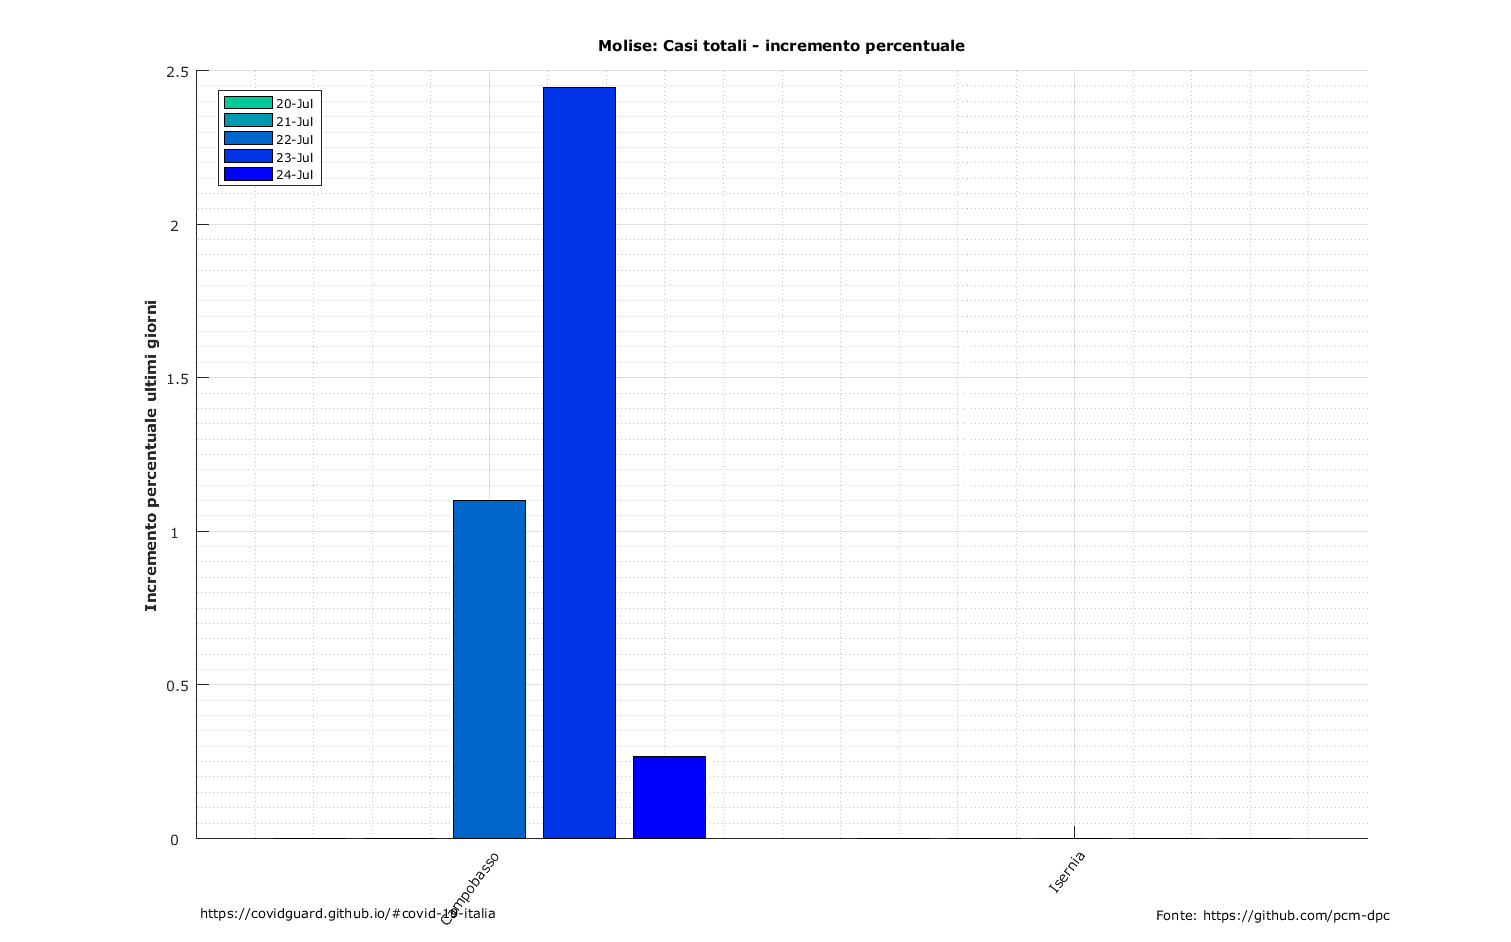 Molise: Casi totali - incremento percentuale
2.5
2
1.5
1
0.5
0
Incremento percentuale ultimi giorni
20-Jul
21-Jul
22-Jul
23-Jul
24-Jul
Campobasso
Isernia
https://covidguard.github.io/#covid-19-italia
Fonte: https://github.com/pcm-dpc